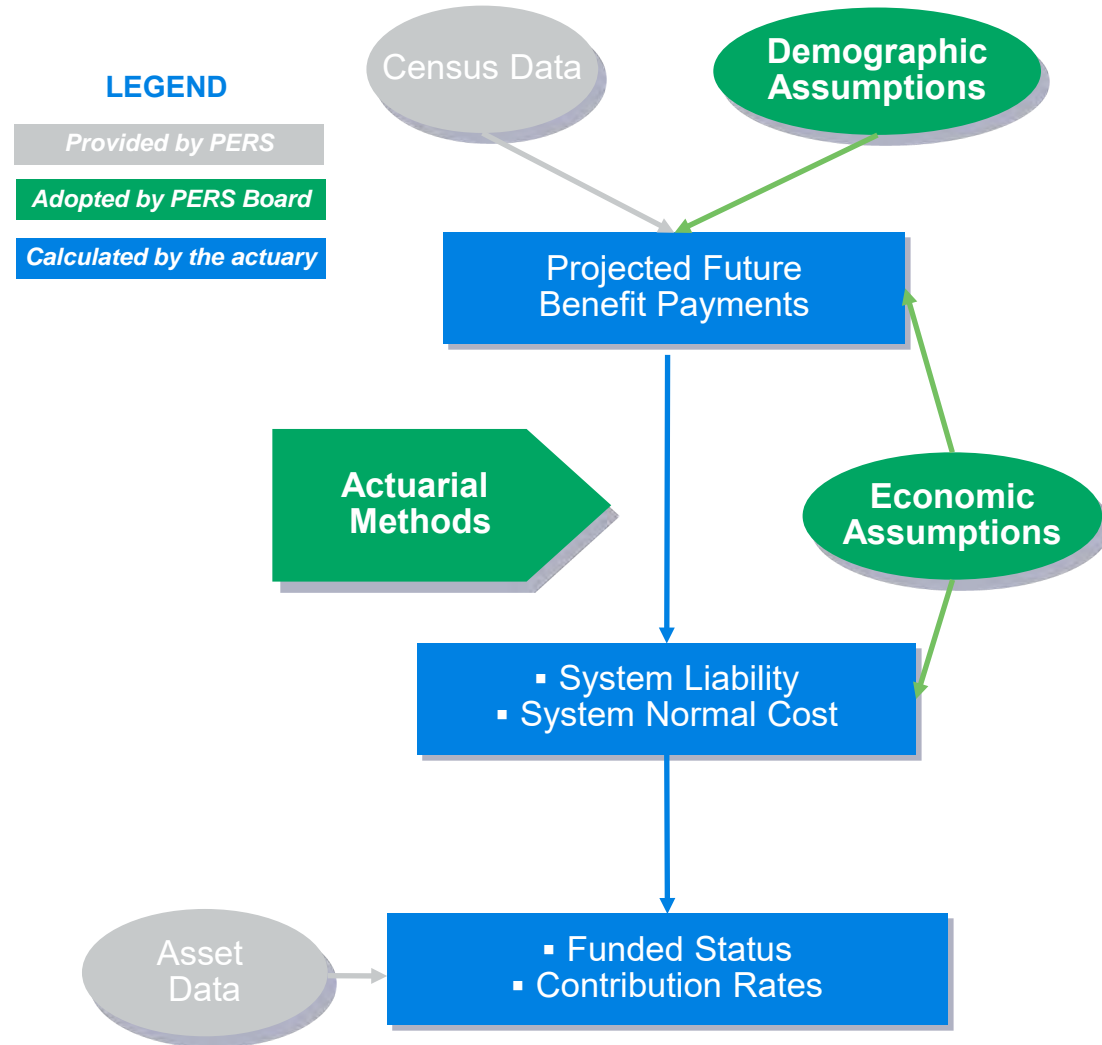 Census Data
Demographic
Assumptions
LEGEND
Provided by PERS
Adopted by PERS Board
Calculated by the actuary
Projected Future
Benefit Payments
Actuarial
Methods
Economic
Assumptions
▪ System Liability
▪ System Normal Cost
Asset
Data
▪ Funded Status
▪ Contribution Rates